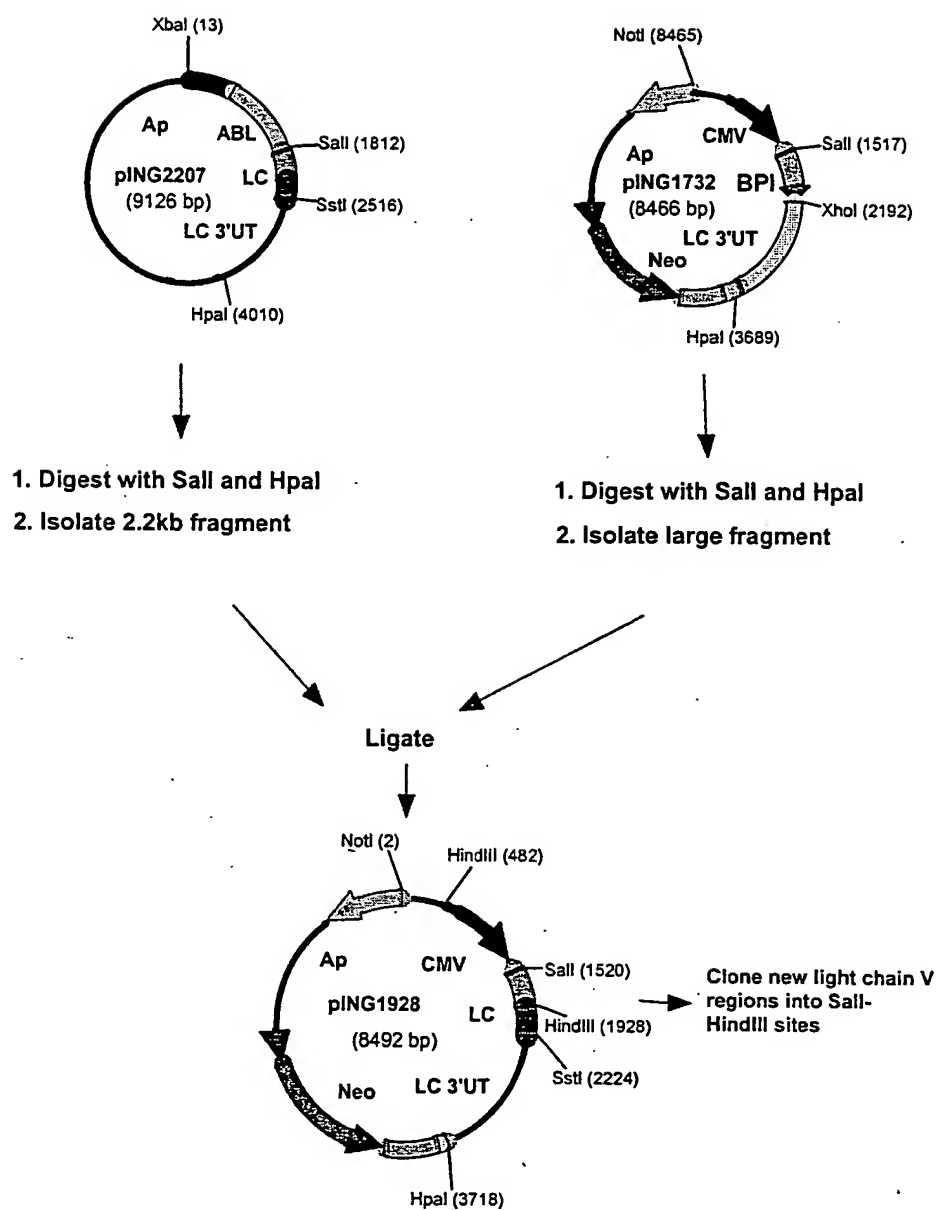 XbaI (13)
Ap
ABL
SalI (1812)
pING2207
LC
(9126 bp)
SstI (2516)
LC 3'UT
HpaI (4010)
NotI (8465)
CMV
SalI (1517)
Ap
pING1732
BPI
(8466 bp)
XhoI (2192)
LC 3'UT
Neo
HpaI (3689)
1. Digest with SalI and HpaI
2. Isolate 2.2kb fragment
1. Digest with SalI and HpaI
2. Isolate large fragment
Ligate
NotI (2)
HindIII (482)
Ap
CMV
SalI (1520)
pING1928
LC
HindIII (1928)
(8492 bp)
SstI (2224)
Neo
LC 3'UT
HpaI (3718)
Clone new light chain V
regions into SalI-
HindIII sites